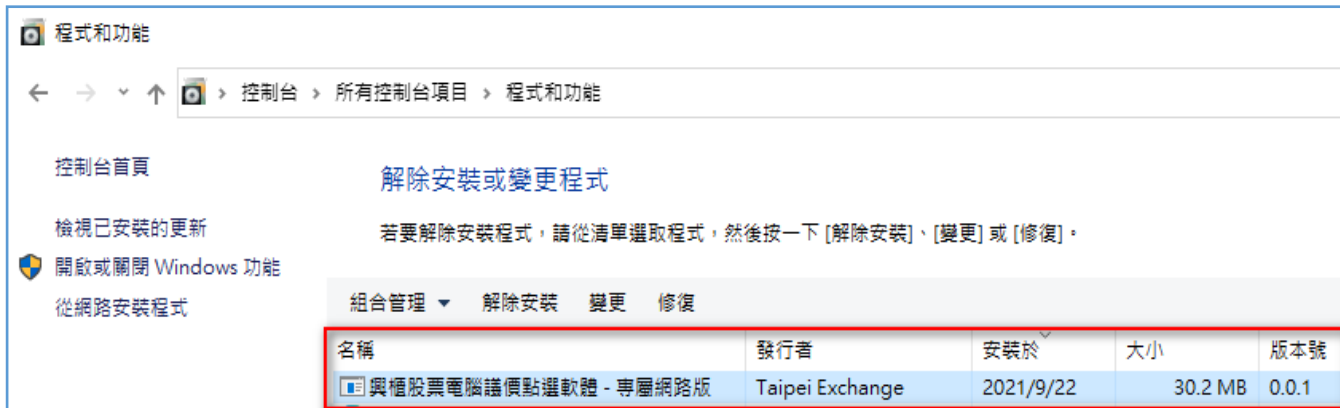 程式和功能
控制台 › 所有控制台項目 › 程式和功能
控制台首頁
檢視已安裝的更新
開啟或關閉 Windows 功能
從網路安裝程式
解除安裝或變更程式
若要解除安裝程式，請從清單選取程式，然後按一下 [解除安裝]、[變更] 或 [修復]。
組合管理 解除安裝 變更 修復
名稱 發行者 安裝於 大小 版本號
興櫃股票電腦議價點選軟體 - 專屬網路版 Taipei Exchange 2021/9/22 30.2 MB 0.0.1